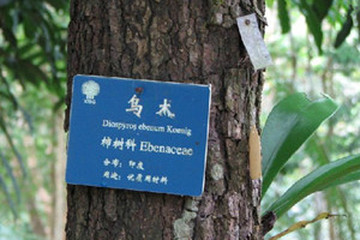 乌木
Diospyros ebenum Koenig
柿树科 Ebenaceae
分布：印度
用途：优质用材料